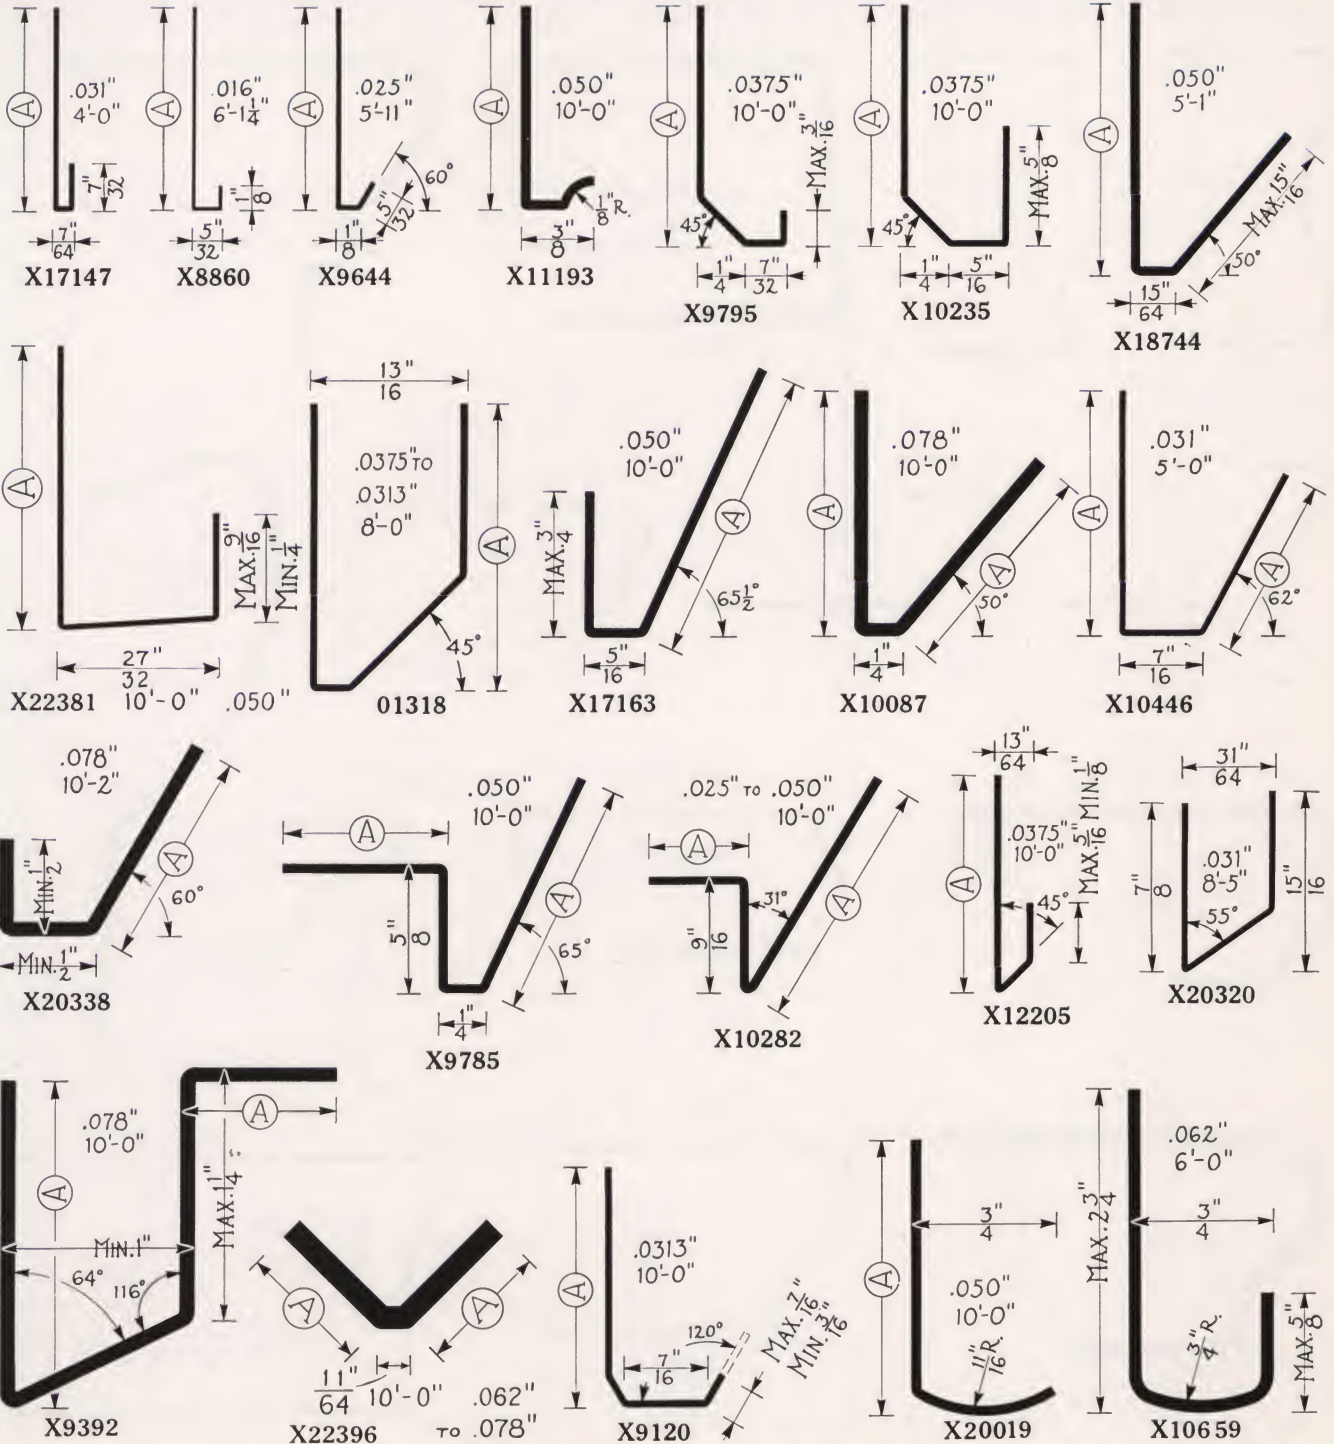 A .031" 4'-0" 7"/32 7"/64 X17147
A .016" 6'-1 1/4" 1"/8 5"/32 X8860
A .025" 5'-11" 60° 5"/32 1"/8 X9644
A .050" 10'-0" 1"/8 R. 3"/8 X11193
A .0375" 10'-0" MAX. 3"/16 45° 1"/4 7"/32 X9795
A .0375" 10'-0" MAX. 5"/8 45° 1"/4 5"/16 X10235
A .050" 5'-1" MAX. 15"/16 50° 15"/64 X18744
A MAX. 9"/16 MIN. 1"/4 27"/32 X22381 10'-0" .050"
13"/16 .0375" TO .0313" 8'-0" A 45° 01318
.050" 10'-0" MAX. 3"/4 A 65 1/2° 5"/16 X17163
A .078" 10'-0" A 50° 1"/4 X10087
A .031" 5'-0" A 62° 7"/16 X10446
.078" 10'-2" MIN. 1"/2 A 60° MIN. 1"/2 X20338
A .050" 10'-0" 5"/8 A 65° 1"/4 X9785
.025" TO .050" 10'-0" A 31° A 9"/16 X10282
13"/64 A .0375" 10'-0" MAX. 5"/16 MIN. 1"/8 45° X12205
31"/64 7"/8 .031" 8'-5" 15"/16 55° X20320
A .078" 10'-0" A MAX. 1 1/4" MIN. 1" 64° 116° X9392
A A 11"/64 10'-0" .062" TO .078" X22396
A .0313" 10'-0" 120° 7"/16 MAX. 7"/16 MIN. 3"/16 X9120
A 3"/4 .050" 10'-0" 11"/16 R. X20019
MAX. 2 3/4" .062" 6'-0" 3"/4 3"/4 R. MAX. 5"/8 X10659